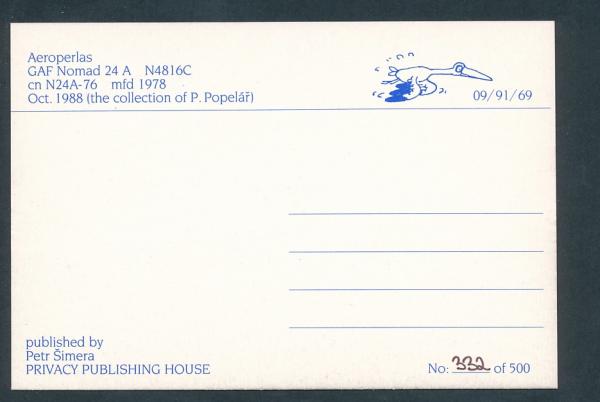 Aeroperlas
GAF Nomad 24 A N4816C
cn N24A-76 mfd 1978
Oct. 1988 (the collection of P. Popelář)
09/91/69
published by
Petr Šimera
PRIVACY PUBLISHING HOUSE
No: 332 of 500